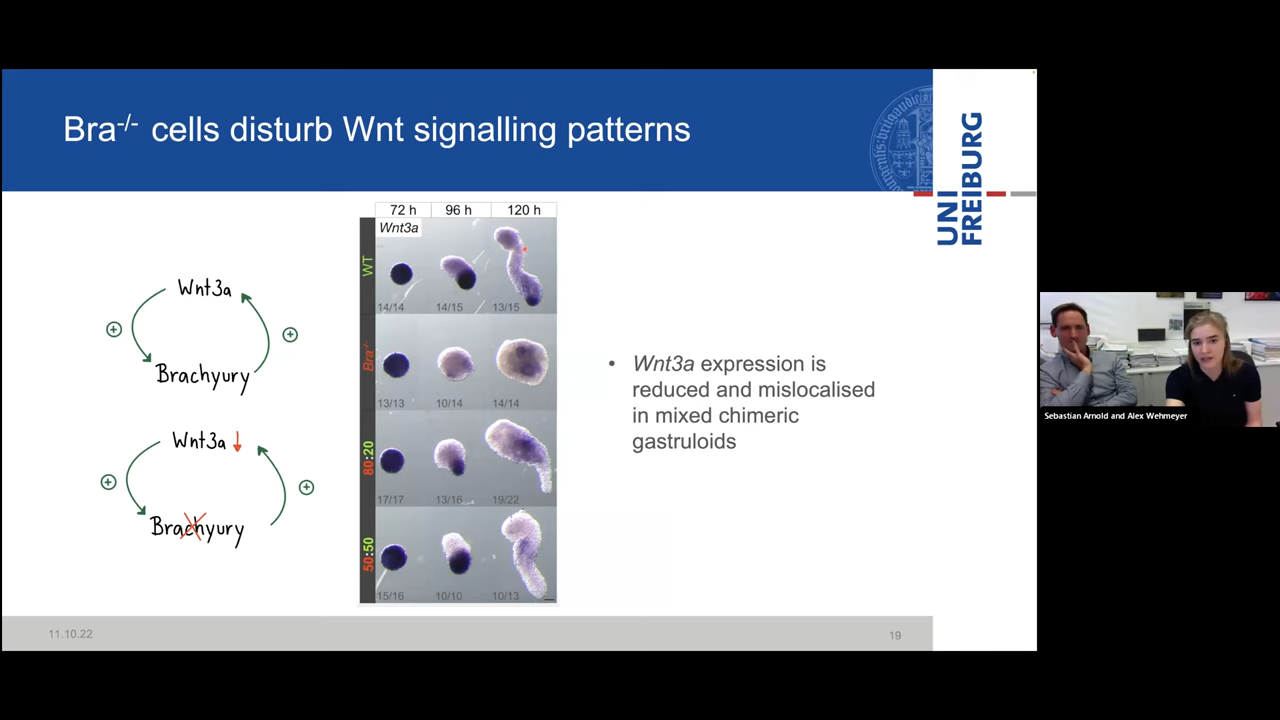 Bra-/- cells disturb Wnt signalling patterns
UNI
FREIBURG
72 h 96 h 120 h
Wnt3a
WT
14/14 14/15 13/15
Bra-/-
13/13 10/14 14/14
80:20
17/17 13/16 19/22
50:50
15/16 10/10 10/13
Wnt3a
+ +
Brachyury
Wnt3a ↓
+ +
Brachyury
• Wnt3a expression is
reduced and mislocalised
in mixed chimeric
gastruloids
11.10.22
19
Sebastian Arnold and Alex Wehmeyer